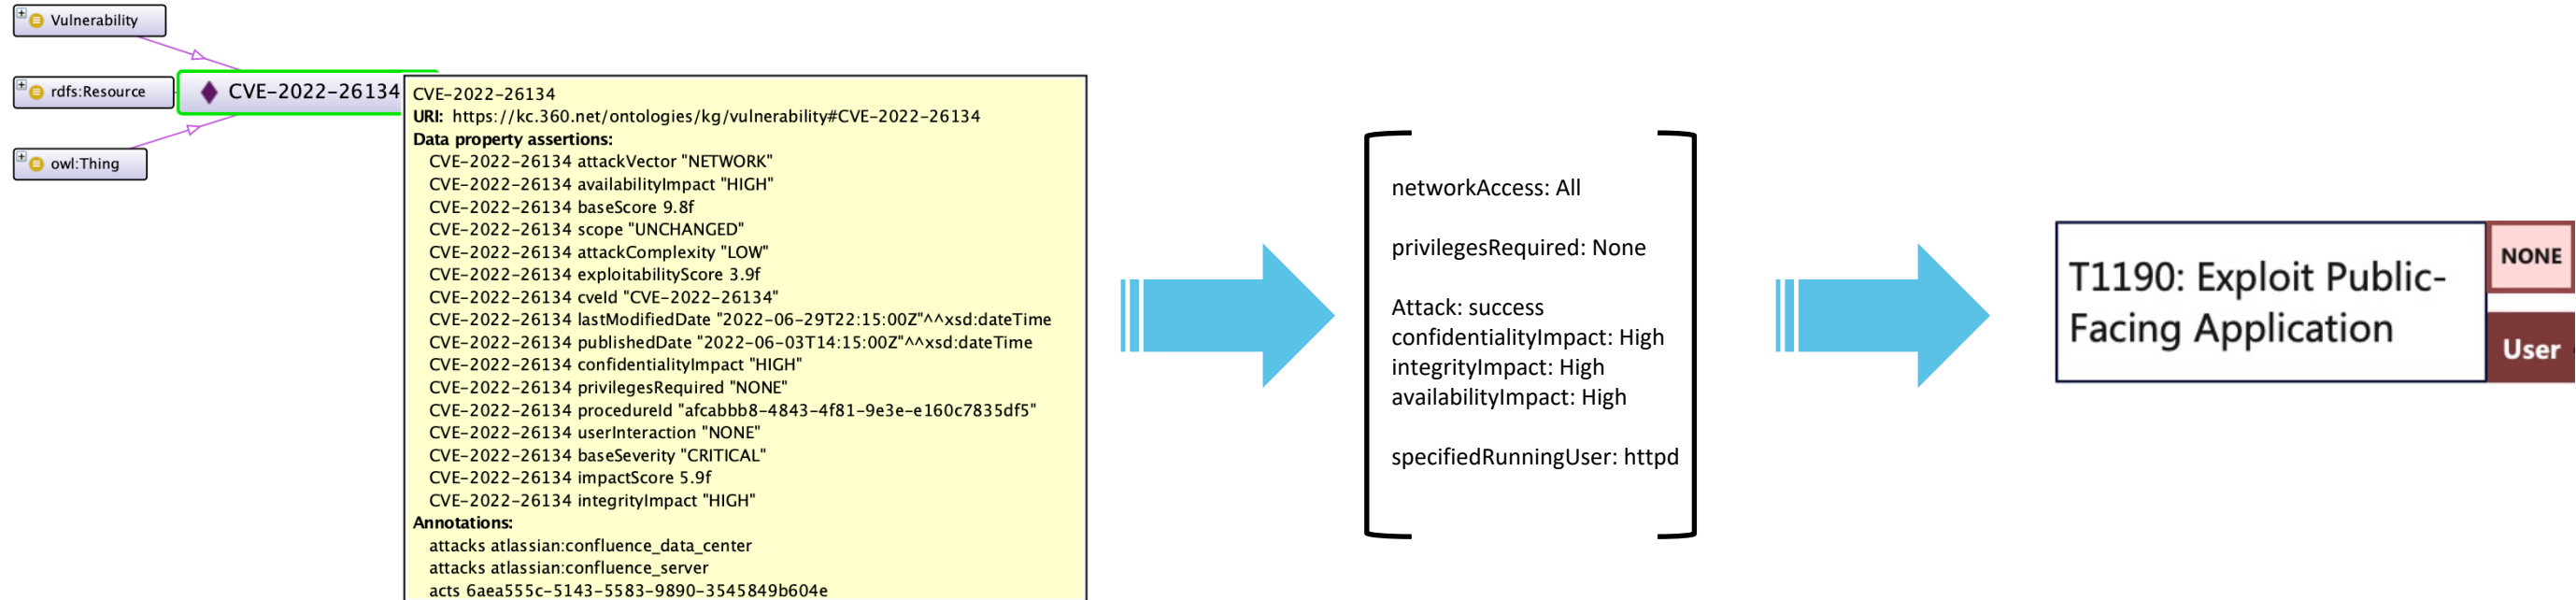 Vulnerability
rdfs:Resource
owl:Thing
CVE-2022-26134
CVE-2022-26134
URI: https://kc.360.net/ontologies/kg/vulnerability#CVE-2022-26134
Data property assertions:
CVE-2022-26134 attackVector "NETWORK"
CVE-2022-26134 availabilityImpact "HIGH"
CVE-2022-26134 baseScore 9.8f
CVE-2022-26134 scope "UNCHANGED"
CVE-2022-26134 attackComplexity "LOW"
CVE-2022-26134 exploitabilityScore 3.9f
CVE-2022-26134 cveId "CVE-2022-26134"
CVE-2022-26134 lastModifiedDate "2022-06-29T22:15:00Z"^^xsd:dateTime
CVE-2022-26134 publishedDate "2022-06-03T14:15:00Z"^^xsd:dateTime
CVE-2022-26134 confidentialityImpact "HIGH"
CVE-2022-26134 privilegesRequired "NONE"
CVE-2022-26134 procedureId "afcabbb8-4843-4f81-9e3e-e160c7835df5"
CVE-2022-26134 userInteraction "NONE"
CVE-2022-26134 baseSeverity "CRITICAL"
CVE-2022-26134 impactScore 5.9f
CVE-2022-26134 integrityImpact "HIGH"
Annotations:
attacks atlassian:confluence_data_center
attacks atlassian:confluence_server
acts 6aea555c-5143-5583-9890-3545849b604e
networkAccess: All
privilegesRequired: None
Attack: success
confidentialityImpact: High
integrityImpact: High
availabilityImpact: High
specifiedRunningUser: httpd
T1190: Exploit Public-
Facing Application
NONE
User